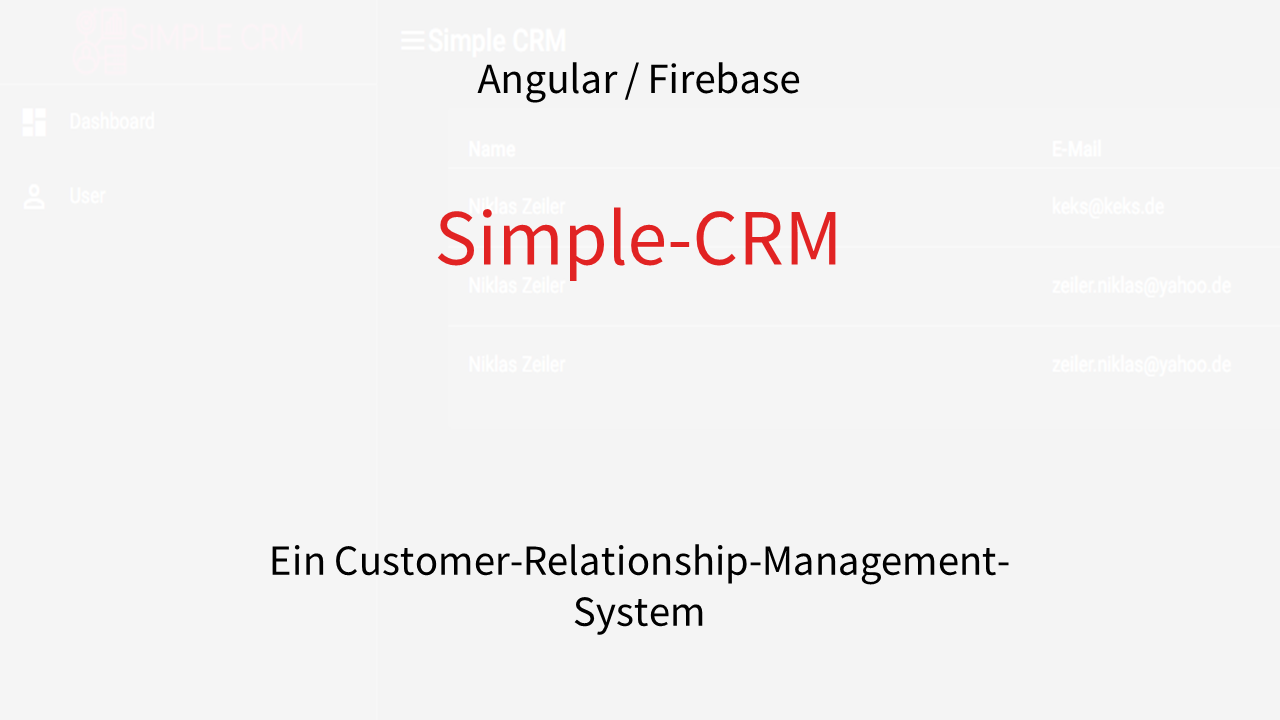 SIMPLE CRM
Simple CRM
Angular / Firebase
Dashboard
User
Name E-Mail
Niklas Zeiler keks@keks.de
Simple-CRM
Niklas Zeiler zeiler.niklas@yahoo.de
Niklas Zeiler zeiler.niklas@yahoo.de
Ein Customer-Relationship-Management-
System